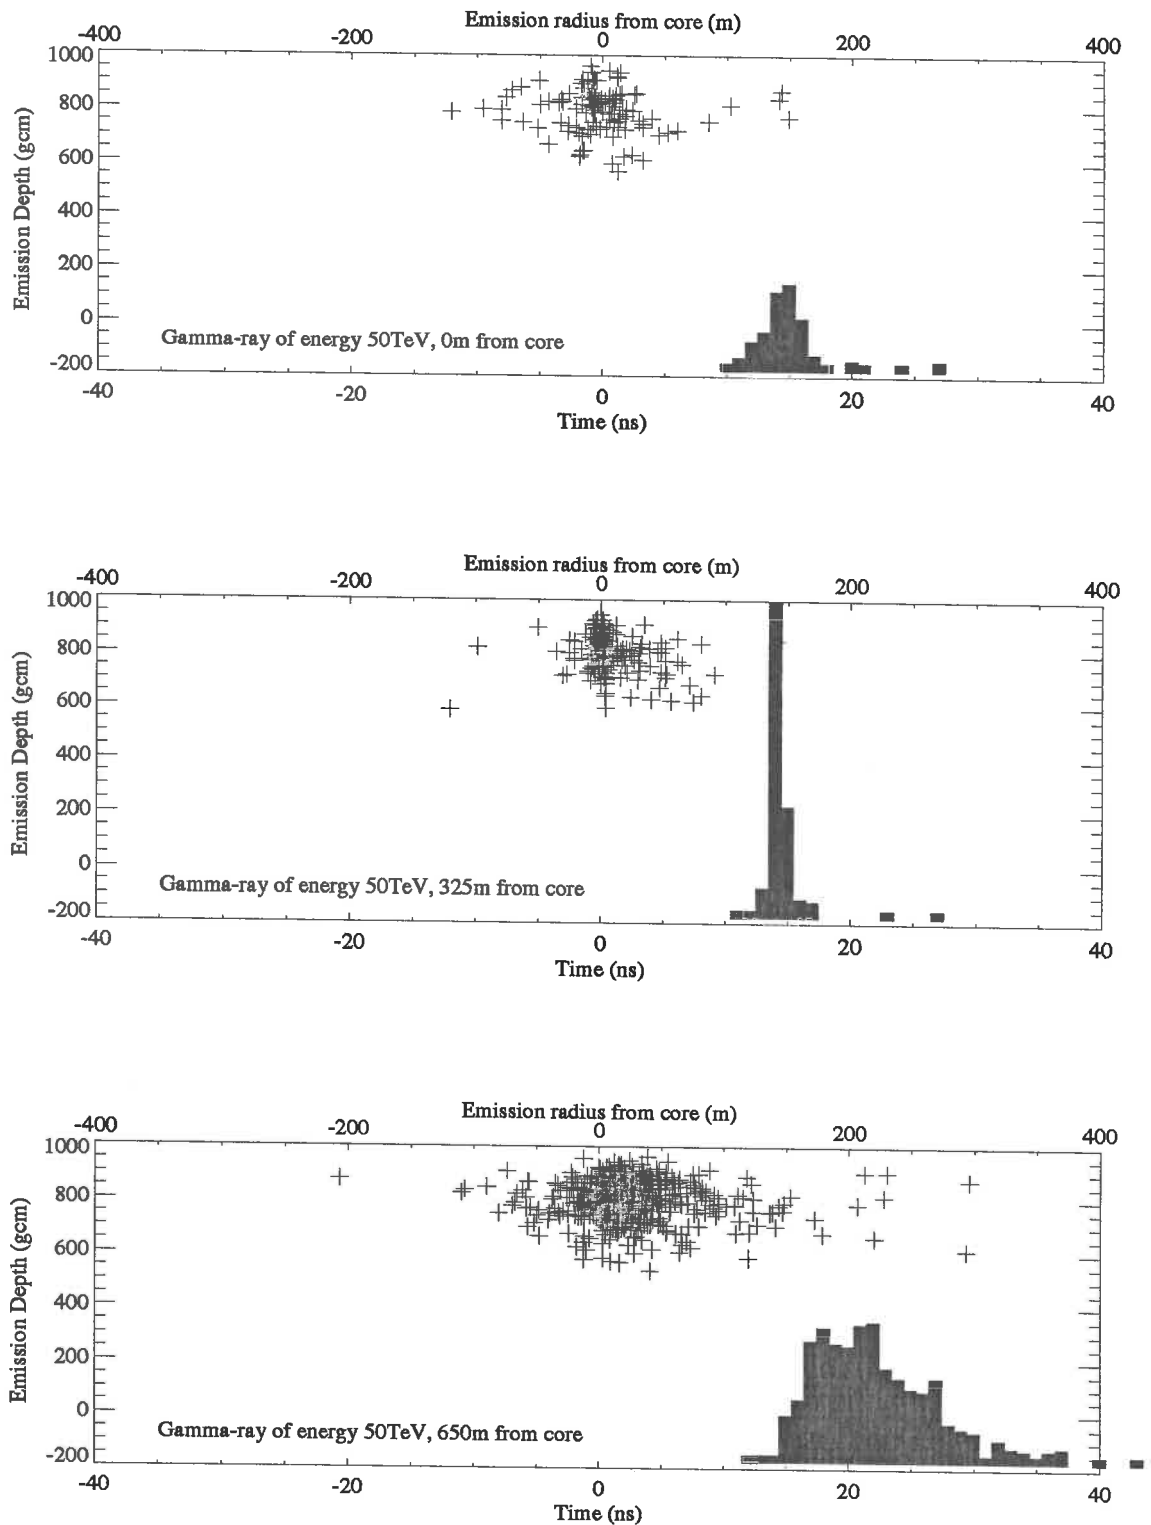 Emission radius from core (m)
-400 -200 0 200 400
1000
800
600
400
200
0
-200
Emission Depth (gcm)
Gamma-ray of energy 50TeV, 0m from core
-40 -20 0 20 40
Time (ns)
Emission radius from core (m)
-400 -200 0 200 400
1000
800
600
400
200
0
-200
Emission Depth (gcm)
Gamma-ray of energy 50TeV, 325m from core
-40 -20 0 20 40
Time (ns)
Emission radius from core (m)
-400 -200 0 200 400
1000
800
600
400
200
0
-200
Emission Depth (gcm)
Gamma-ray of energy 50TeV, 650m from core
-40 -20 0 20 40
Time (ns)